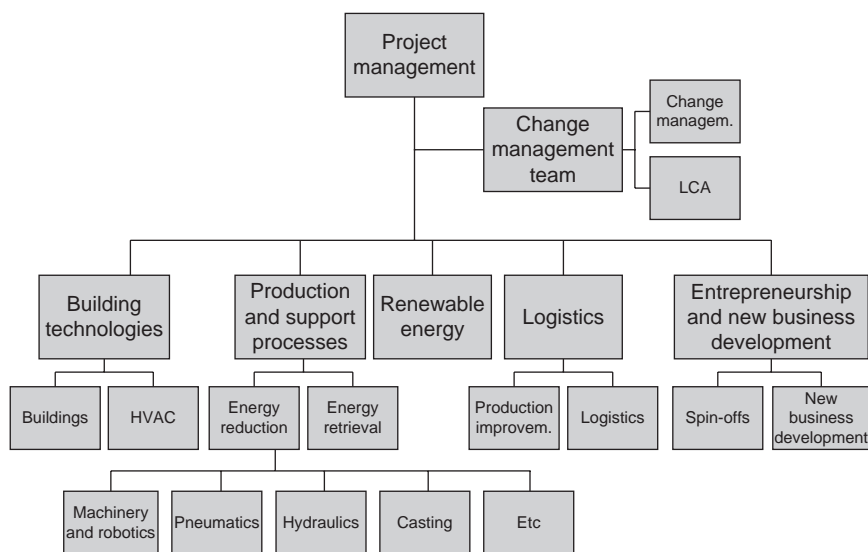 Project
management
Change
management
team
Change
managem.
LCA
Building
technologies
Production
and support
processes
Renewable
energy
Logistics
Entrepreneurship
and new business
development
Buildings
HVAC
Energy
reduction
Energy
retrieval
Production
improvem.
Logistics
Spin-offs
New
business
development
Machinery
and robotics
Pneumatics
Hydraulics
Casting
Etc